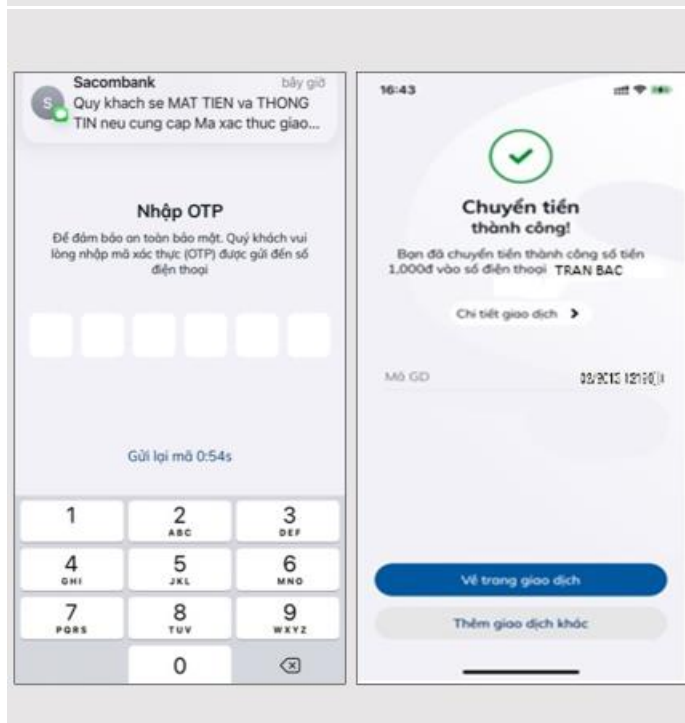 Sacombank bây giờ
Quy khach se MAT TIEN va THONG
TIN neu cung cap Ma xac thuc giao...
Nhập OTP
Để đảm bảo an toàn bảo mật. Quý khách vui
lòng nhập mã xác thực (OTP) được gửi đến số
điện thoại
Gửi lại mã 0:54s
1 2 3
ABC DEF
4 5 6
GHI JKL MNO
7 8 9
PQRS TUV WXYZ
0
16:43
Chuyển tiền
thành công!
Bạn đã chuyển tiền thành công số tiền
1,000đ vào số điện thoại TRAN BAC
Chi tiết giao dịch
Mã GD
Về trang giao dịch
Thêm giao dịch khác